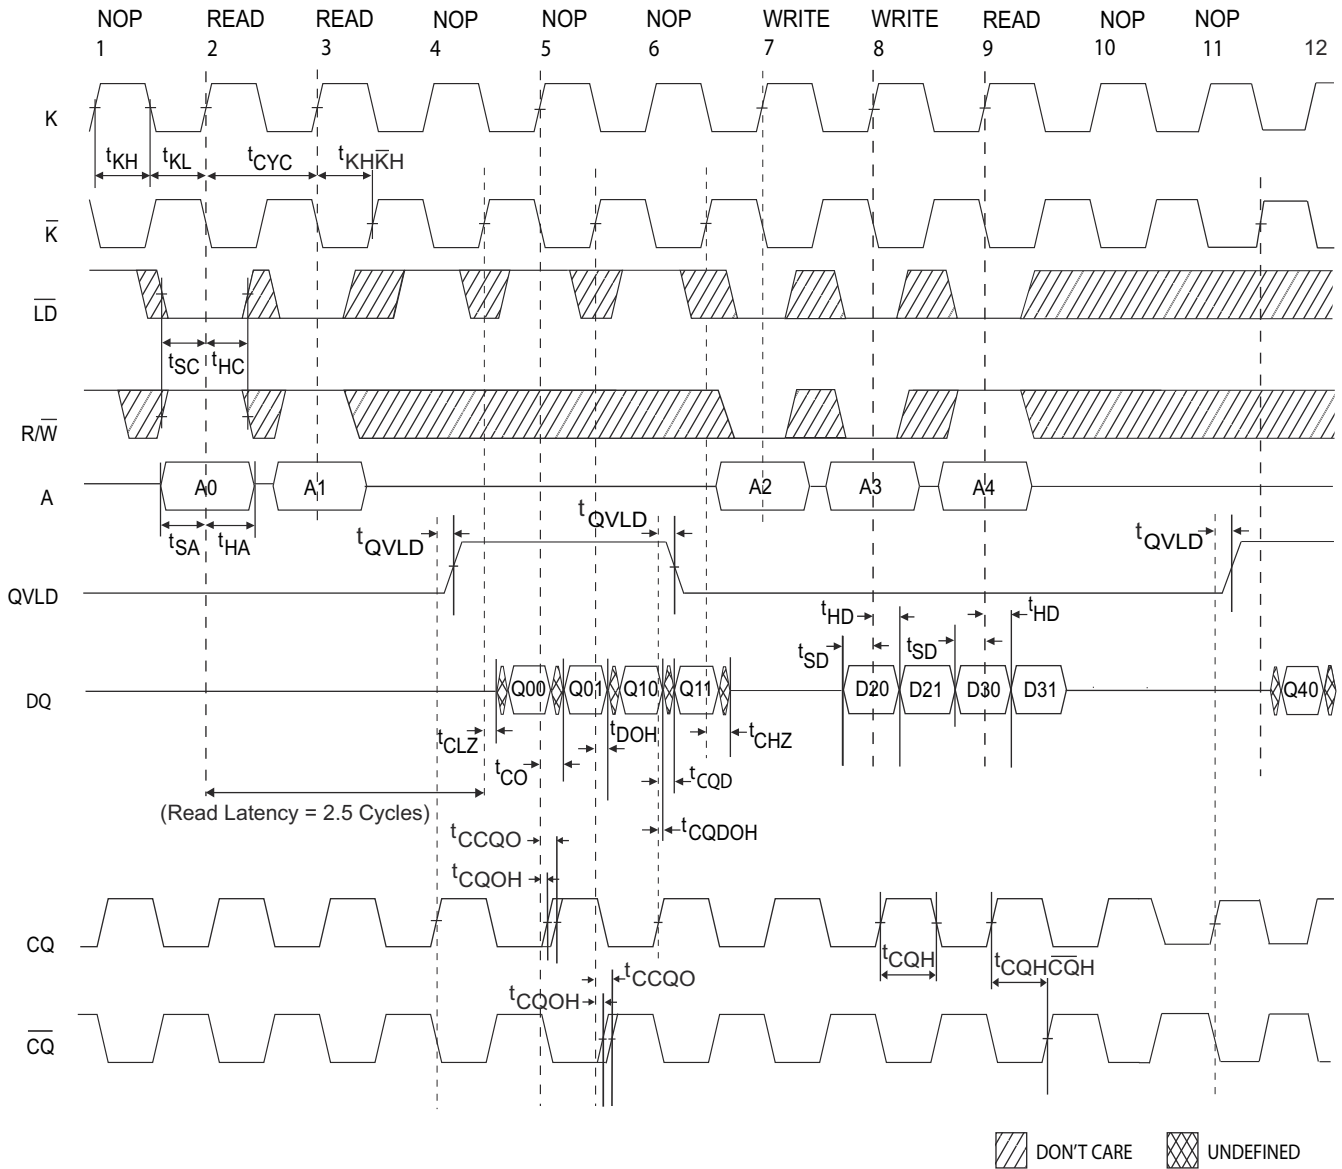 NOP READ READ NOP NOP NOP WRITE WRITE READ NOP NOP
1 2 3 4 5 6 7 8 9 10 11 12
K
tKH tKL tCYC tKHK̅H
K̅
L̅D̅
tSC tHC
R/W̅
A A0 A1 A2 A3 A4
tSA tHA tQVLD tQVLD tQVLD
QVLD
tHD tHD
tSD tSD
DQ Q00 Q01 Q10 Q11 D20 D21 D30 D31 Q40
tCLZ tDOH tCHZ
tCO tCQD
(Read Latency = 2.5 Cycles)
tCCQO tCQDOH
tCQOH
CQ
tCQH tCQHC̅Q̅H
tCCQO
tCQOH
C̅Q̅
DON'T CARE UNDEFINED